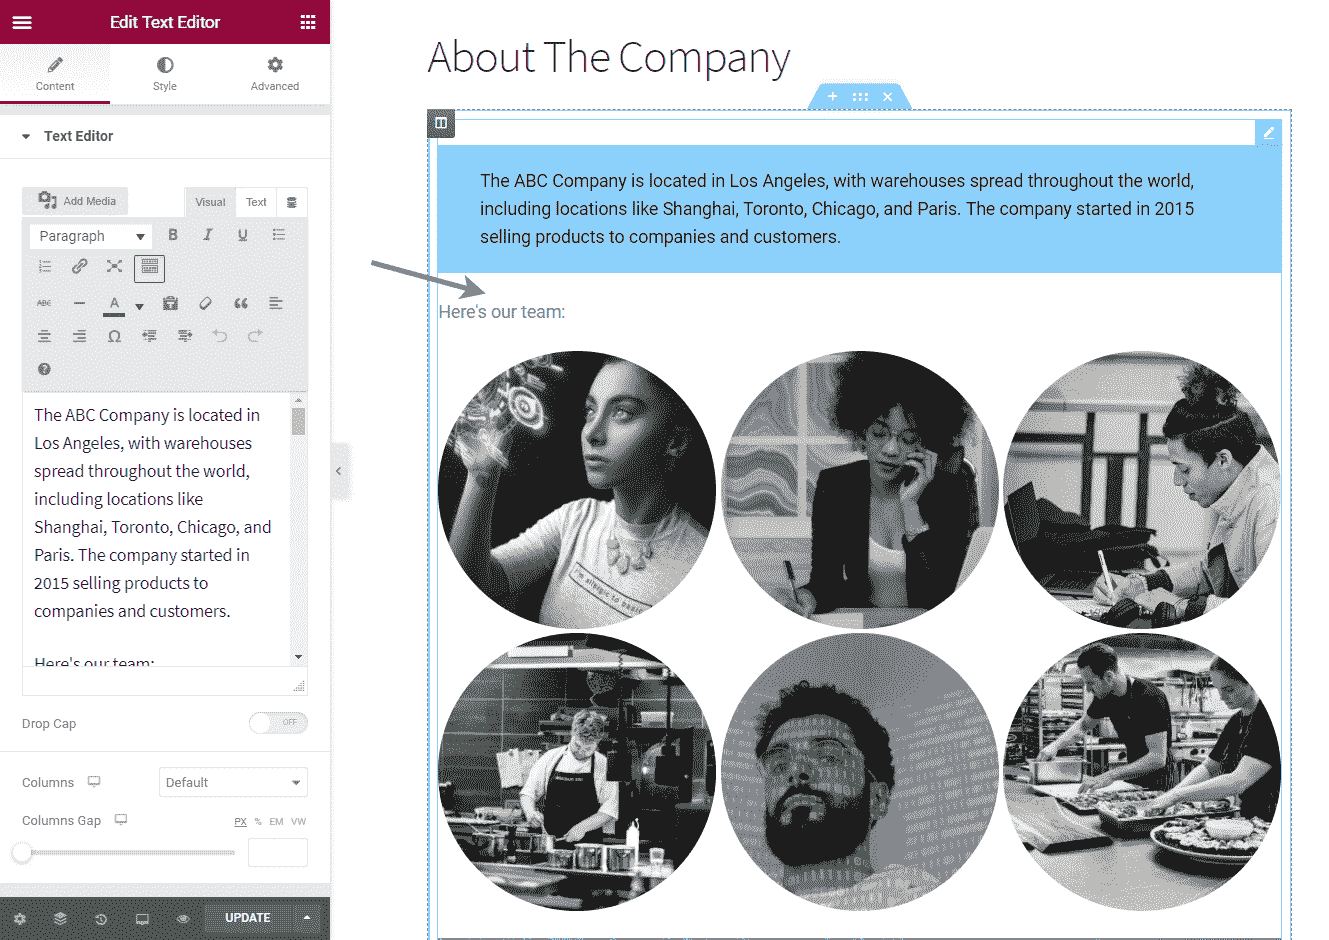 Edit Text Editor
Content
Style
Advanced
Text Editor
Add Media
Visual
Text
Paragraph
B
I
U
ABC
A
The ABC Company is located in
Los Angeles, with warehouses
spread throughout the world,
including locations like
Shanghai, Toronto, Chicago, and
Paris. The company started in
2015 selling products to
companies and customers.
Here's our team:
Drop Cap
OFF
Columns
Default
Columns Gap
PX % EM VW
UPDATE
About The Company
The ABC Company is located in Los Angeles, with warehouses spread throughout the world,
including locations like Shanghai, Toronto, Chicago, and Paris. The company started in 2015
selling products to companies and customers.
Here's our team:
I'm allergic to